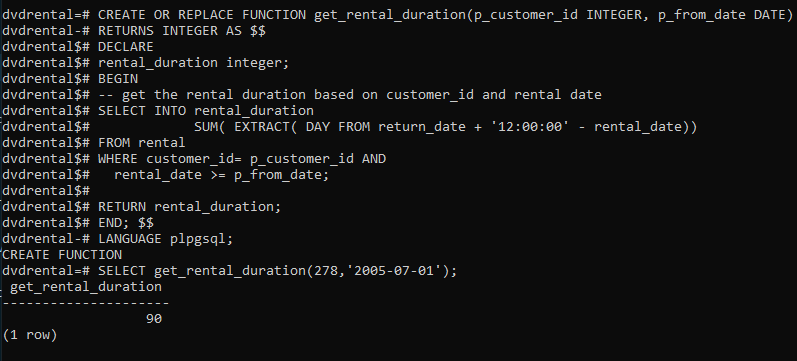 dvdrental=# CREATE OR REPLACE FUNCTION get_rental_duration(p_customer_id INTEGER, p_from_date DATE)
dvdrental-# RETURNS INTEGER AS $$
dvdrental$# DECLARE
dvdrental$# rental_duration integer;
dvdrental$# BEGIN
dvdrental$# -- get the rental duration based on customer_id and rental date
dvdrental$# SELECT INTO rental_duration
dvdrental$#             SUM( EXTRACT( DAY FROM return_date + '12:00:00' - rental_date))
dvdrental$# FROM rental
dvdrental$# WHERE customer_id= p_customer_id AND
dvdrental$#   rental_date >= p_from_date;
dvdrental$#
dvdrental$# RETURN rental_duration;
dvdrental$# END; $$
dvdrental-# LANGUAGE plpgsql;
CREATE FUNCTION
dvdrental=# SELECT get_rental_duration(278,'2005-07-01');
 get_rental_duration
---------------------
                  90
(1 row)